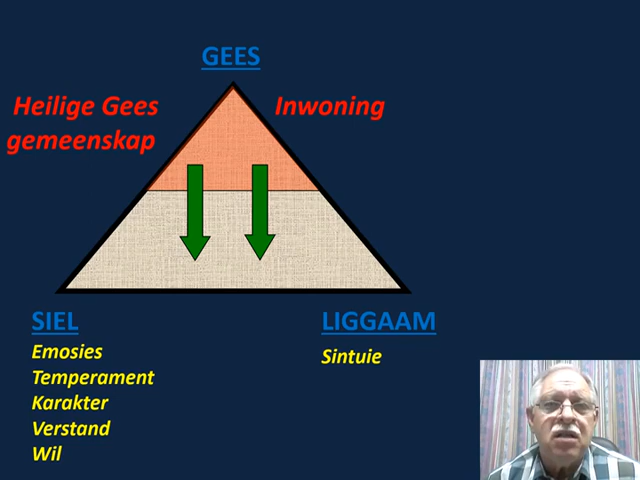 GEES
Heilige Gees
gemeenskap
Inwoning
SIEL
Emosies
Temperament
Karakter
Verstand
Wil
LIGGAAM
Sintuie